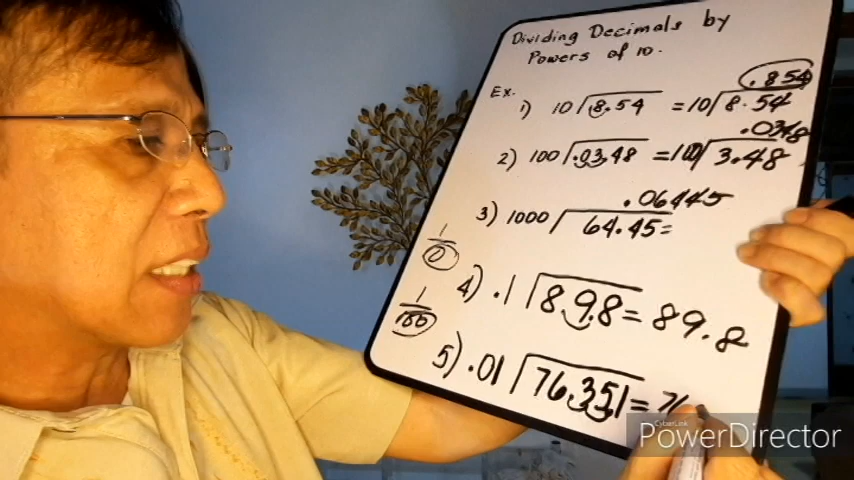 Dividing Decimals by
Powers of 10.
Ex.
.854
1) 10 8.54 = 10 8.54
.0348
2) 100 .03.48 = 100 3.48
.06445
3) 1000 64.45 =
1
10
4) .1 89.8 = 89.8
1
100
5) .01 76.351 =
CyberLink
PowerDirector